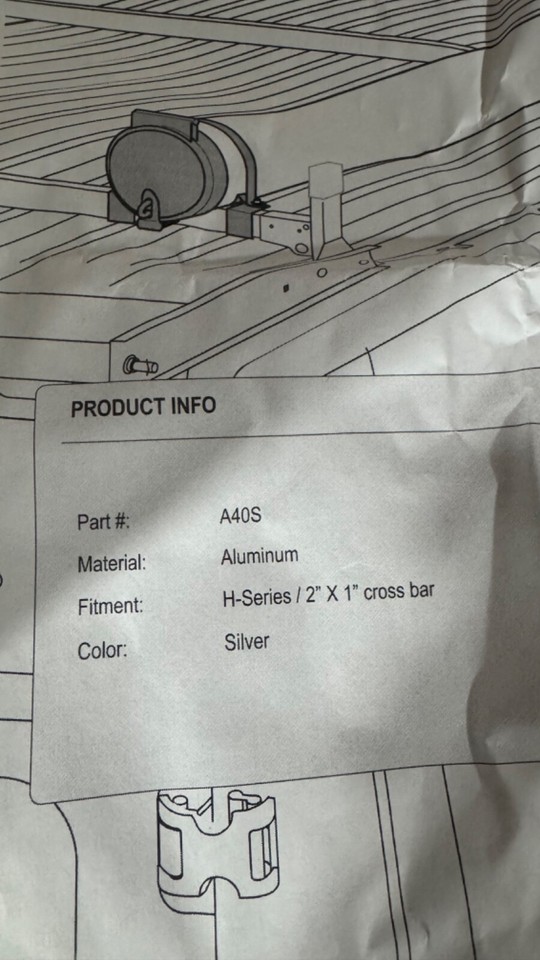 PRODUCT INFO
Part #: A40S
Material: Aluminum
Fitment: H-Series / 2” X 1” cross bar
Color: Silver